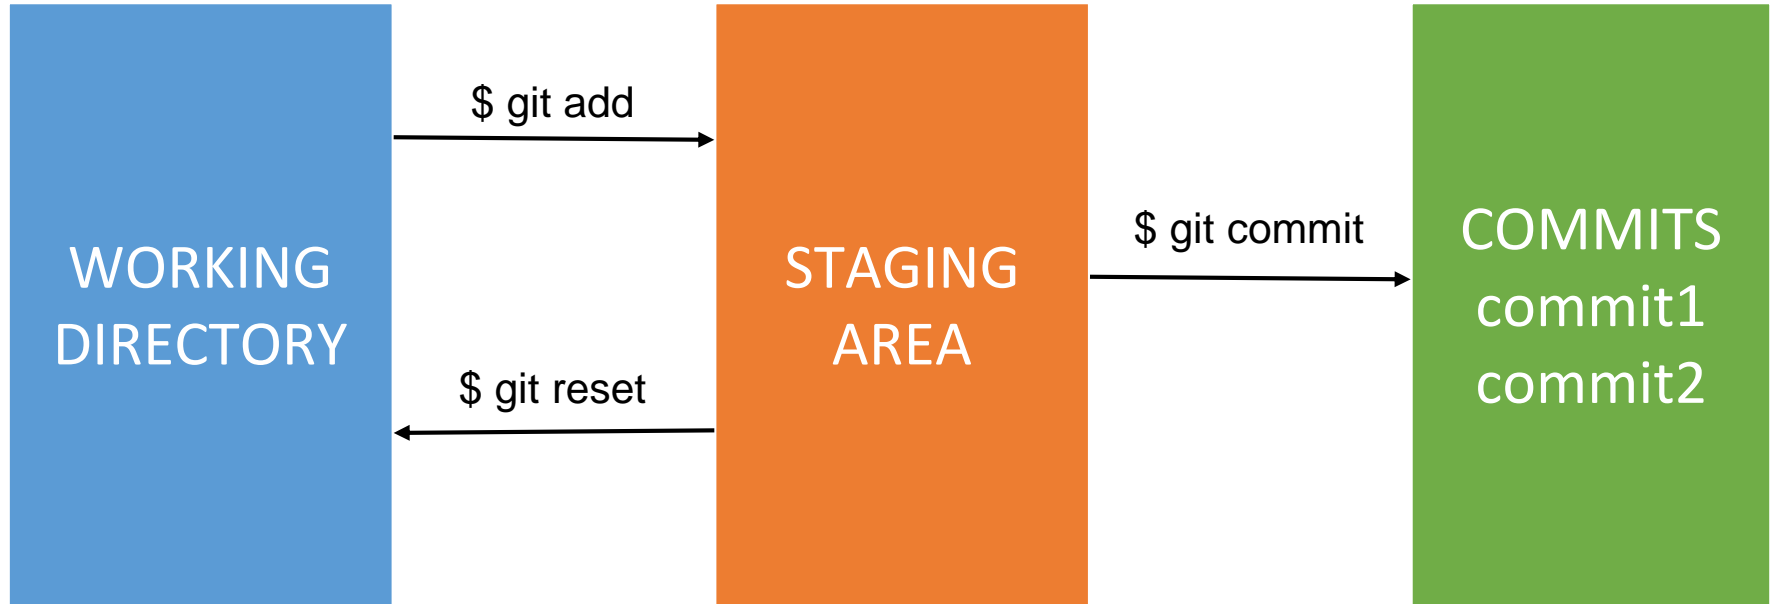 WORKING
DIRECTORY
$ git add
$ git reset
STAGING
AREA
$ git commit
COMMITS
commit1
commit2